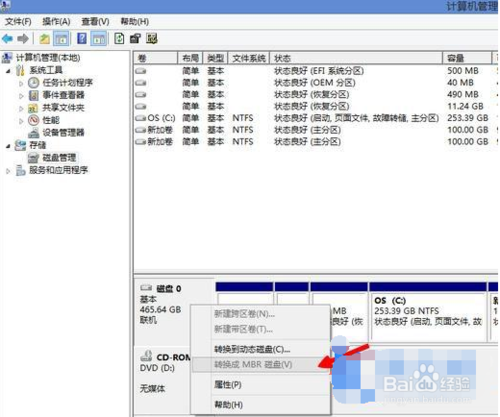 计算机管理
文件(F) 操作(A) 查看(V) 帮助(H)
计算机管理(本地)
系统工具
任务计划程序
事件查看器
共享文件夹
性能
设备管理器
存储
磁盘管理
服务和应用程序
卷 布局 类型 文件系统 状态 容量
简单 基本 状态良好 (EFI 系统分区) 500 MB
简单 基本 状态良好 (OEM 分区) 40 MB
简单 基本 状态良好 (恢复分区) 490 MB
简单 基本 状态良好 (恢复分区) 11.24 GB
OS (C:) 简单 基本 NTFS 状态良好 (启动, 页面文件, 故障转储, 主分区) 253.39 GB
新加卷 简单 基本 NTFS 状态良好 (主分区) 100.00 GB
新加卷 简单 基本 NTFS 状态良好 (主分区) 100.00 GB
磁盘 0
基本
465.64 GB
联机
CD-ROM
DVD (D:)
无媒体
MB
良好 (恢
OS (C:)
253.39 GB NTFS
状态良好 (启动, 页面文件, 故
新建跨区卷(N)...
新建带区卷(T)...
转换到动态磁盘(C)...
转换成 MBR 磁盘(V)
属性(P)
帮助(H)
Bai 经验